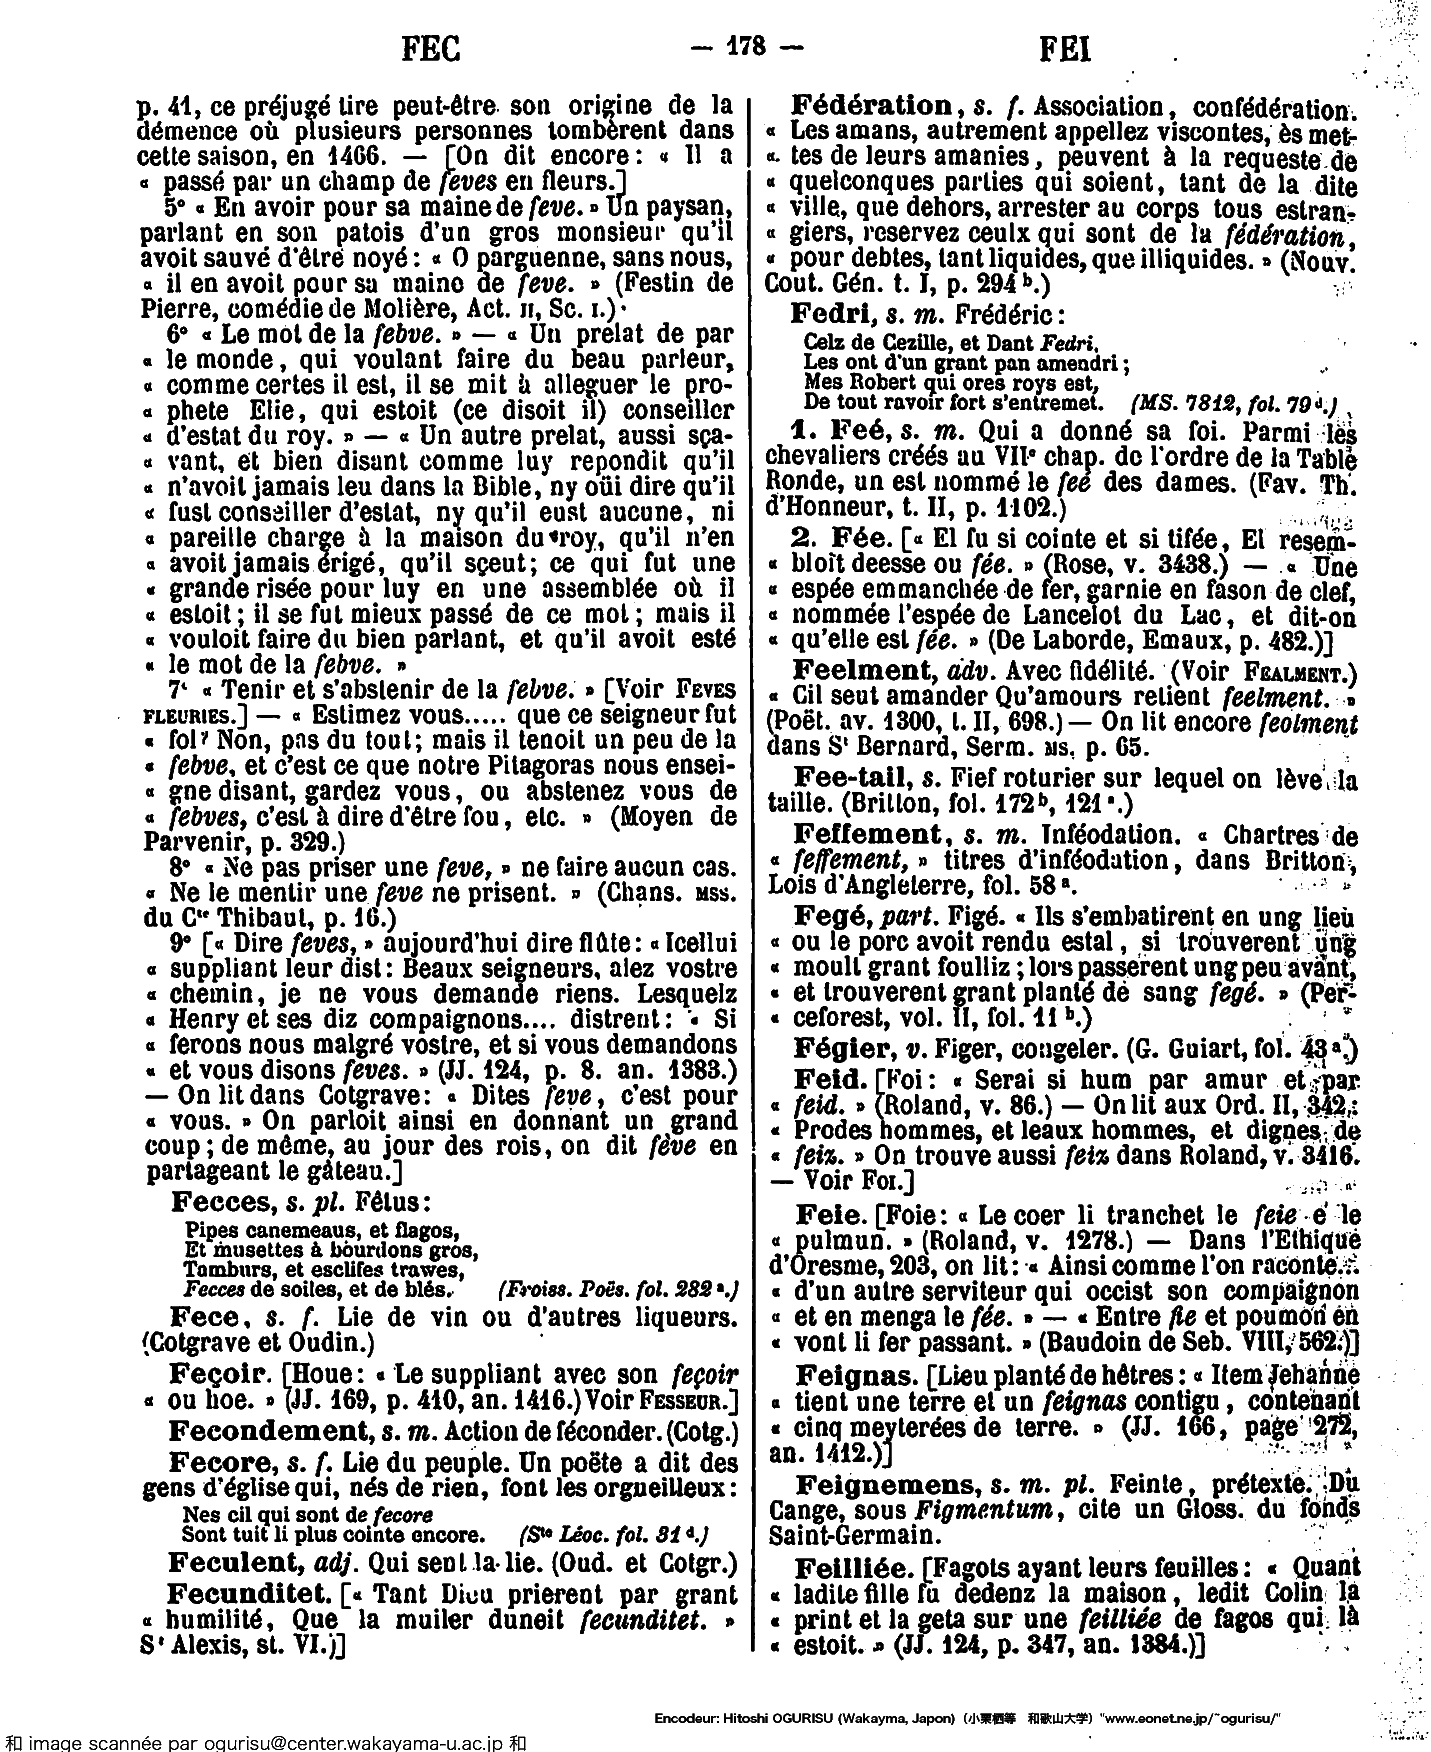 FEC — 178 — FEI
p. 41, ce préjugé tire peut-être son origine de la
démence où plusieurs personnes tombèrent dans
cette saison, en 1466. — [On dit encore : « Il a
« passé par un champ de feves en fleurs.]
5° « En avoir pour sa maine de feve. » Un paysan,
parlant en son patois d'un gros monsieur qu'il
avoit sauvé d'être noyé : « O parguenne, sans nous,
« il en avoit pour sa maine de feve. » (Festin de
Pierre, comédie de Molière, Act. II, Sc. I.)
6° « Le mot de la febve. » — « Un prelat de par
« le monde, qui voulant faire du beau parleur,
« comme certes il est, il se mit à alleguer le pro-
« phete Elie, qui estoit (ce disoit il) conseiller
« d'estat du roy. » — « Un autre prelat, aussi sça-
« vant, et bien disant comme luy repondit qu'il
« n'avoit jamais leu dans la Bible, ny oüi dire qu'il
« fust conseiller d'estat, ny qu'il eust aucune, ni
« pareille charge à la maison du roy, qu'il n'en
« avoit jamais érigé, qu'il sçeut; ce qui fut une
« grande risée pour luy en une assemblée où il
« estoit; il se fut mieux passé de ce mot; mais il
« vouloit faire du bien parlant, et qu'il avoit esté
« le mot de la febve. »
7° « Tenir et s'abstenir de la febve. » [Voir FEVES
FLEURIES.] — « Estimez vous..... que ce seigneur fut
« fol? Non, pas du tout; mais il tenoit un peu de la
« febve, et c'est ce que notre Pitagoras nous ensei-
« gne disant, gardez vous, ou abstenez vous de
« febves, c'est à dire d'être fou, etc. » (Moyen de
Parvenir, p. 329.)
8° « Ne pas priser une feve, » ne faire aucun cas.
« Ne le mentir une feve ne prisent. » (Chans. MSS.
du Cte Thibaut, p. 16.)
9° [« Dire feves, » aujourd'hui dire flûte : « Icellui
« suppliant leur dist : Beaux seigneurs, alez vostre
« chemin, je ne vous demande riens. Lesquelz
« Henry et ses diz compaignons.... distrent : « Si
« ferons nous malgré vostre, et si vous demandons
« et vous disons feves. » (JJ. 124, p. 8. an. 1383.)
— On lit dans Cotgrave : « Dites feve, c'est pour
« vous. » On parloit ainsi en donnant un grand
coup; de même, au jour des rois, on dit fève en
partageant le gâteau.]
Fecces, s. pl. Fêtus :
Pipes canemeaus, et flagos,
Et musettes à bourdons gros,
Tamburs, et esclifes trawes,
Fecces de soiles, et de blés. (Froiss. Poës. fol. 282 a.)
Fece, s. f. Lie de vin ou d'autres liqueurs.
(Cotgrave et Oudin.)
Feçoir. [Houe : « Le suppliant avec son feçoir
« ou hoe. » (JJ. 169, p. 410, an. 1416.) Voir FESSEUR.]
Fecondement, s. m. Action de féconder. (Cotg.)
Fecore, s. f. Lie du peuple. Un poëte a dit des
gens d'église qui, nés de rien, font les orgueilleux :
Nes cil qui sont de fecore
Sont tuit li plus cointe encore. (Ste Léoc. fol. 31 d.)
Feculent, adj. Qui sent la lie. (Oud. et Cotgr.)
Fecunditet. [« Tant Dieu prierent par grant
« humilité, Que la muiler duneit fecunditet. »
St Alexis, st. VI.)]
Fédération, s. f. Association, confédération.
« Les amans, autrement appellez viscontes, ès met-
« tes de leurs amanies, peuvent à la requeste de
« quelconques parties qui soient, tant de la dite
« ville, que dehors, arrester au corps tous estran-
« giers, reservez ceulx qui sont de la fédération,
« pour debtes, tant liquides, que illiquides. » (Nouv.
Cout. Gén. t. I, p. 294 b.)
Fedri, s. m. Frédéric :
Celz de Cezille, et Dant Fedri,
Les ont d'un grant pan amendri;
Mes Robert qui ores roys est,
De tout ravoir fort s'entremet. (MS. 7812, fol. 79 d.)
1. Feé, s. m. Qui a donné sa foi. Parmi les
chevaliers créés au VIIe chap. de l'ordre de la Table
Ronde, un est nommé le feé des dames. (Fav. Th.
d'Honneur, t. II, p. 1102.)
2. Fée. [« El fu si cointe et si tifée, El resem-
« bloit deesse ou fée. » (Rose, v. 3438.) — « Une
« espée emmanchée de fer, garnie en fason de clef,
« nommée l'espée de Lancelot du Lac, et dit-on
« qu'elle est fée. » (De Laborde, Emaux, p. 482.)]
Feelment, adv. Avec fidélité. (Voir FEALMENT.)
« Cil seut amander Qu'amours retient feelment. »
(Poët. av. 1300, t. II, 698.) — On lit encore feolment
dans St Bernard, Serm. MS. p. 65.
Fee-tail, s. Fief roturier sur lequel on lève la
taille. (Britton, fol. 172 b, 121 a.)
Feffement, s. m. Inféodation. « Chartres de
« feffement, » titres d'inféodation, dans Britton,
Lois d'Angleterre, fol. 58 a.
Fegé, part. Figé. « Ils s'embatirent en ung lieu
« ou le porc avoit rendu estal, si trouverent ung
« moult grant foulliz; lors passerent ung peu avant,
« et trouverent grant planté de sang fegé. » (Per-
« ceforest, vol. II, fol. 11 b.)
Fégier, v. Figer, congeler. (G. Guiart, fol. 43 a.)
Feid. [Foi : « Serai si hum par amur et par
« feid. » (Roland, v. 86.) — On lit aux Ord. II, 342 :
« Prodes hommes, et leaux hommes, et dignes de
« feiz. » On trouve aussi feiz dans Roland, v. 3416.
— Voir FOI.]
Feie. [Foie : « Le coer li tranchet le feie e le
« pulmun. » (Roland, v. 1278.) — Dans l'Ethique
d'Oresme, 203, on lit : « Ainsi comme l'on raconte...
« d'un autre serviteur qui occist son compaignon
« et en menga le fée. » — « Entre fie et poumon en
« vont li fer passant. » (Baudoin de Seb. VIII, 562.)]
Feignas. [Lieu planté de hêtres : « Item Jehanne
« tient une terre et un feignas contigu, contenant
« cinq meyterées de terre. » (JJ. 166, page 272,
an. 1412.)]
Feignemens, s. m. pl. Feinte, prétexte. Du
Cange, sous Figmentum, cite un Gloss. du fonds
Saint-Germain.
Feilliée. [Fagots ayant leurs feuilles : « Quant
« ladite fille fu dedenz la maison, ledit Colin la
« print et la geta sur une feilliée de fagos qui là
« estoit. » (JJ. 124, p. 347, an. 1384.)]
Encodeur: Hitoshi OGURISU (Wakayma, Japon) (小栗栖等 和歌山大学) "www.eonet.ne.jp/~ogurisu/"
和 image scannée par ogurisu@center.wakayama-u.ac.jp 和